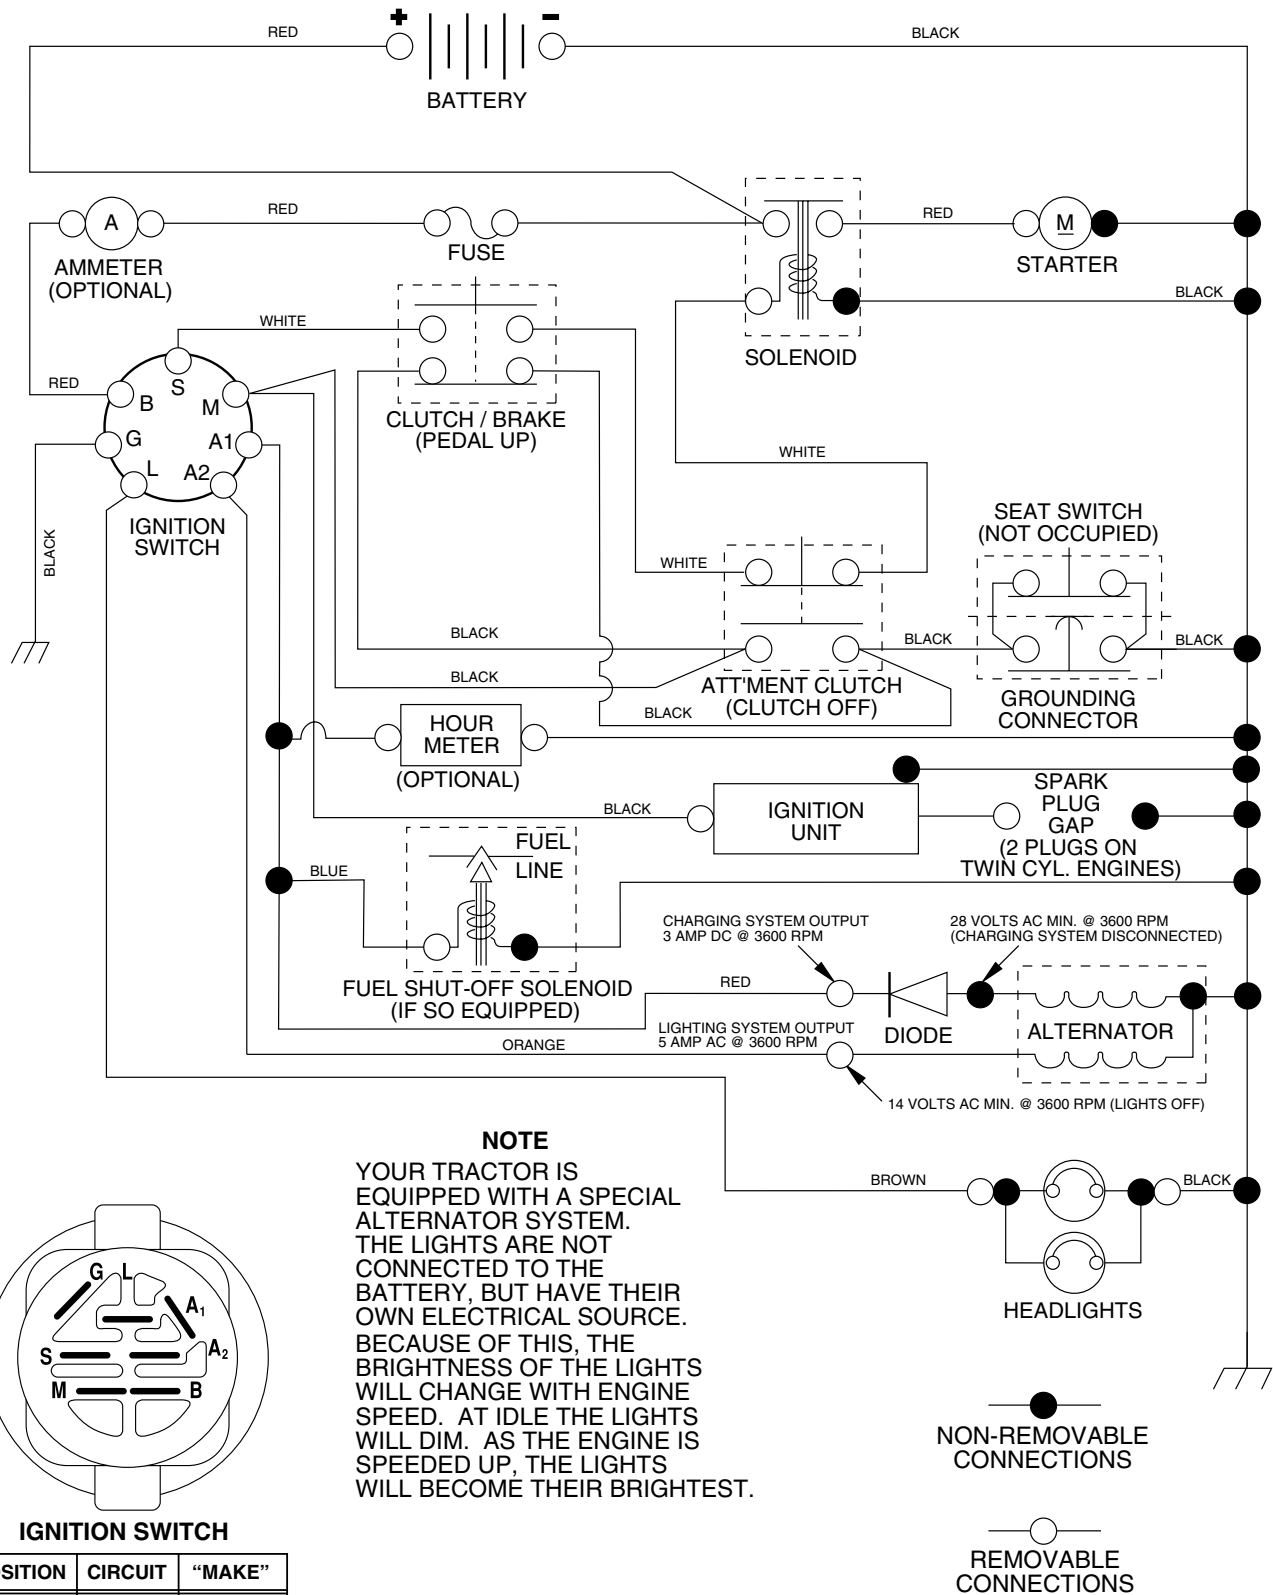 + −
RED
BLACK
BATTERY
RED
RED
A
FUSE
M
STARTER
AMMETER
(OPTIONAL)
WHITE
BLACK
SOLENOID
RED
S
B
M
CLUTCH / BRAKE
(PEDAL UP)
G
A1
L
A2
WHITE
IGNITION
SWITCH
BLACK
SEAT SWITCH
(NOT OCCUPIED)
WHITE
BLACK
BLACK
BLACK
BLACK
ATT'MENT CLUTCH
(CLUTCH OFF)
GROUNDING
CONNECTOR
BLACK
HOUR
METER
(OPTIONAL)
BLACK
IGNITION
UNIT
SPARK
PLUG
GAP
(2 PLUGS ON
TWIN CYL. ENGINES)
FUEL
LINE
BLUE
CHARGING SYSTEM OUTPUT
3 AMP DC @ 3600 RPM
28 VOLTS AC MIN. @ 3600 RPM
(CHARGING SYSTEM DISCONNECTED)
FUEL SHUT-OFF SOLENOID
(IF SO EQUIPPED)
RED
LIGHTING SYSTEM OUTPUT
5 AMP AC @ 3600 RPM
DIODE
ALTERNATOR
ORANGE
14 VOLTS AC MIN. @ 3600 RPM (LIGHTS OFF)
NOTE
YOUR TRACTOR IS
EQUIPPED WITH A SPECIAL
ALTERNATOR SYSTEM.
THE LIGHTS ARE NOT
CONNECTED TO THE
BATTERY, BUT HAVE THEIR
OWN ELECTRICAL SOURCE.
BECAUSE OF THIS, THE
BRIGHTNESS OF THE LIGHTS
WILL CHANGE WITH ENGINE
SPEED. AT IDLE THE LIGHTS
WILL DIM. AS THE ENGINE IS
SPEEDED UP, THE LIGHTS
WILL BECOME THEIR BRIGHTEST.
BROWN
BLACK
HEADLIGHTS
G L
A1
S
A2
M
B
IGNITION SWITCH
SITION CIRCUIT “MAKE”
NON-REMOVABLE
CONNECTIONS
REMOVABLE
CONNECTIONS